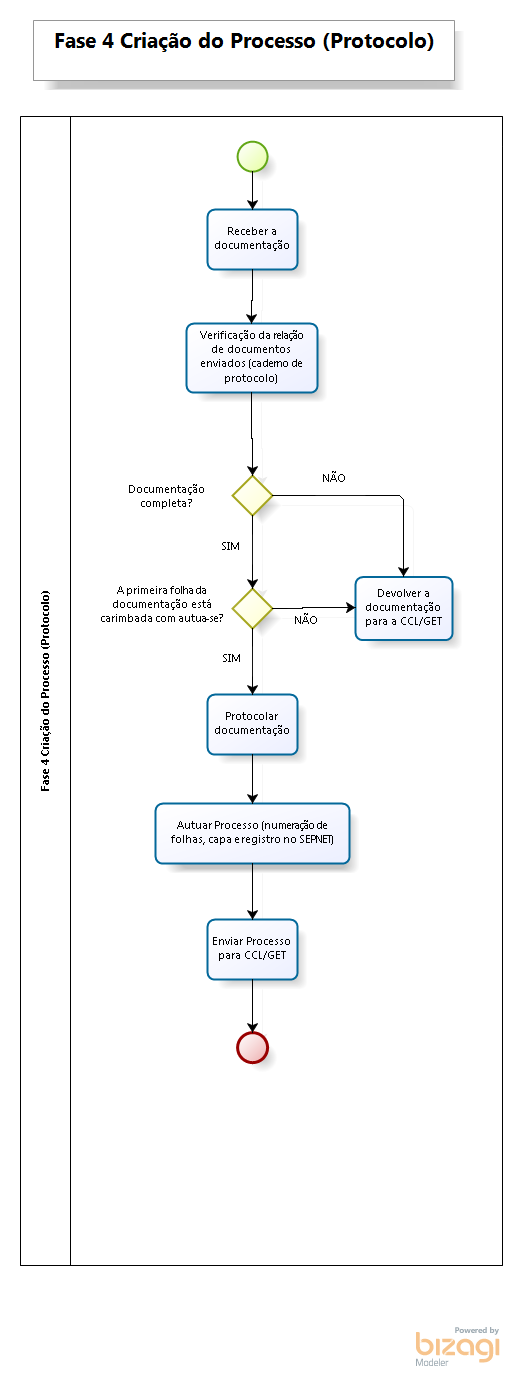 Fase 4 Criação do Processo (Protocolo)
Fase 4 Criação do Processo (Protocolo)
Receber a
documentação
Verificação da relação
de documentos
enviados (caderno de
protocolo)
Documentação
completa?
NÃO
SIM
A primeira folha da
documentação está
carimbada com autua-se?
NÃO
Devolver a
documentação
para a CCL/GET
SIM
Protocolar
documentação
Autuar Processo (numeração de
folhas, capa e registro no SEPNET)
Enviar Processo
para CCL/GET
Powered by
bizagi
Modeler